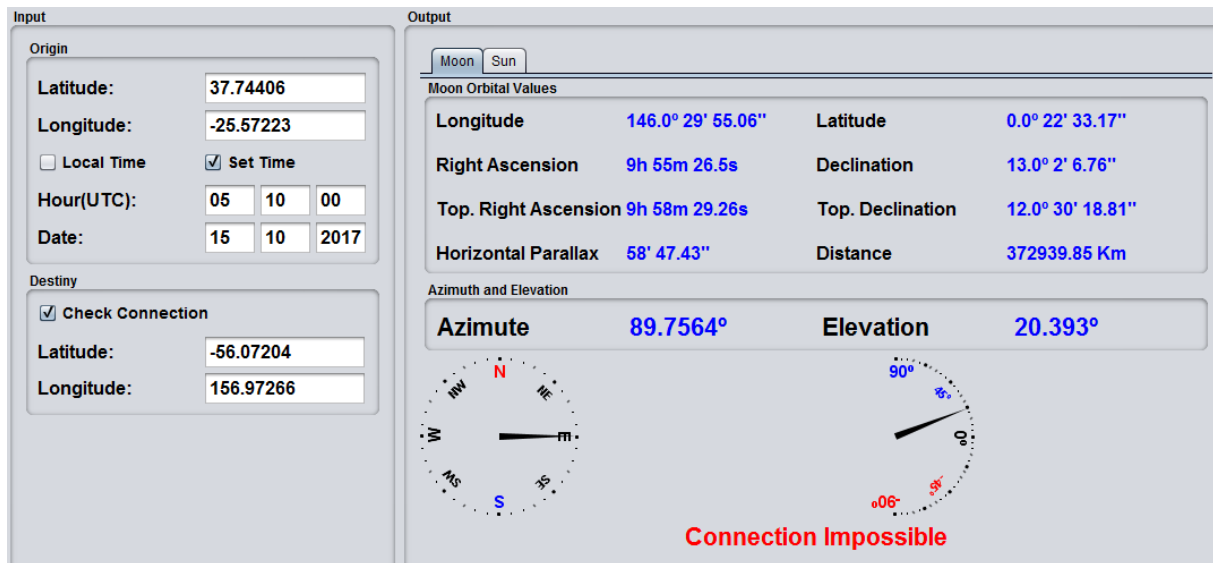 Input
Origin
Latitude: 37.74406
Longitude: -25.57223
Local Time Set Time
Hour(UTC): 05 10 00
Date: 15 10 2017
Destiny
Check Connection
Latitude: -56.07204
Longitude: 156.97266
Output
Moon Sun
Moon Orbital Values
Longitude 146.0º 29' 55.06'' Latitude 0.0º 22' 33.17''
Right Ascension 9h 55m 26.5s Declination 13.0º 2' 6.76''
Top. Right Ascension 9h 58m 29.26s Top. Declination 12.0º 30' 18.81''
Horizontal Parallax 58' 47.43'' Distance 372939.85 Km
Azimuth and Elevation
Azimute 89.7564º Elevation 20.393º
N
NE
E
SE
S
SW
W
NW
90º
45º
0º
-45º
-90º
Connection Impossible